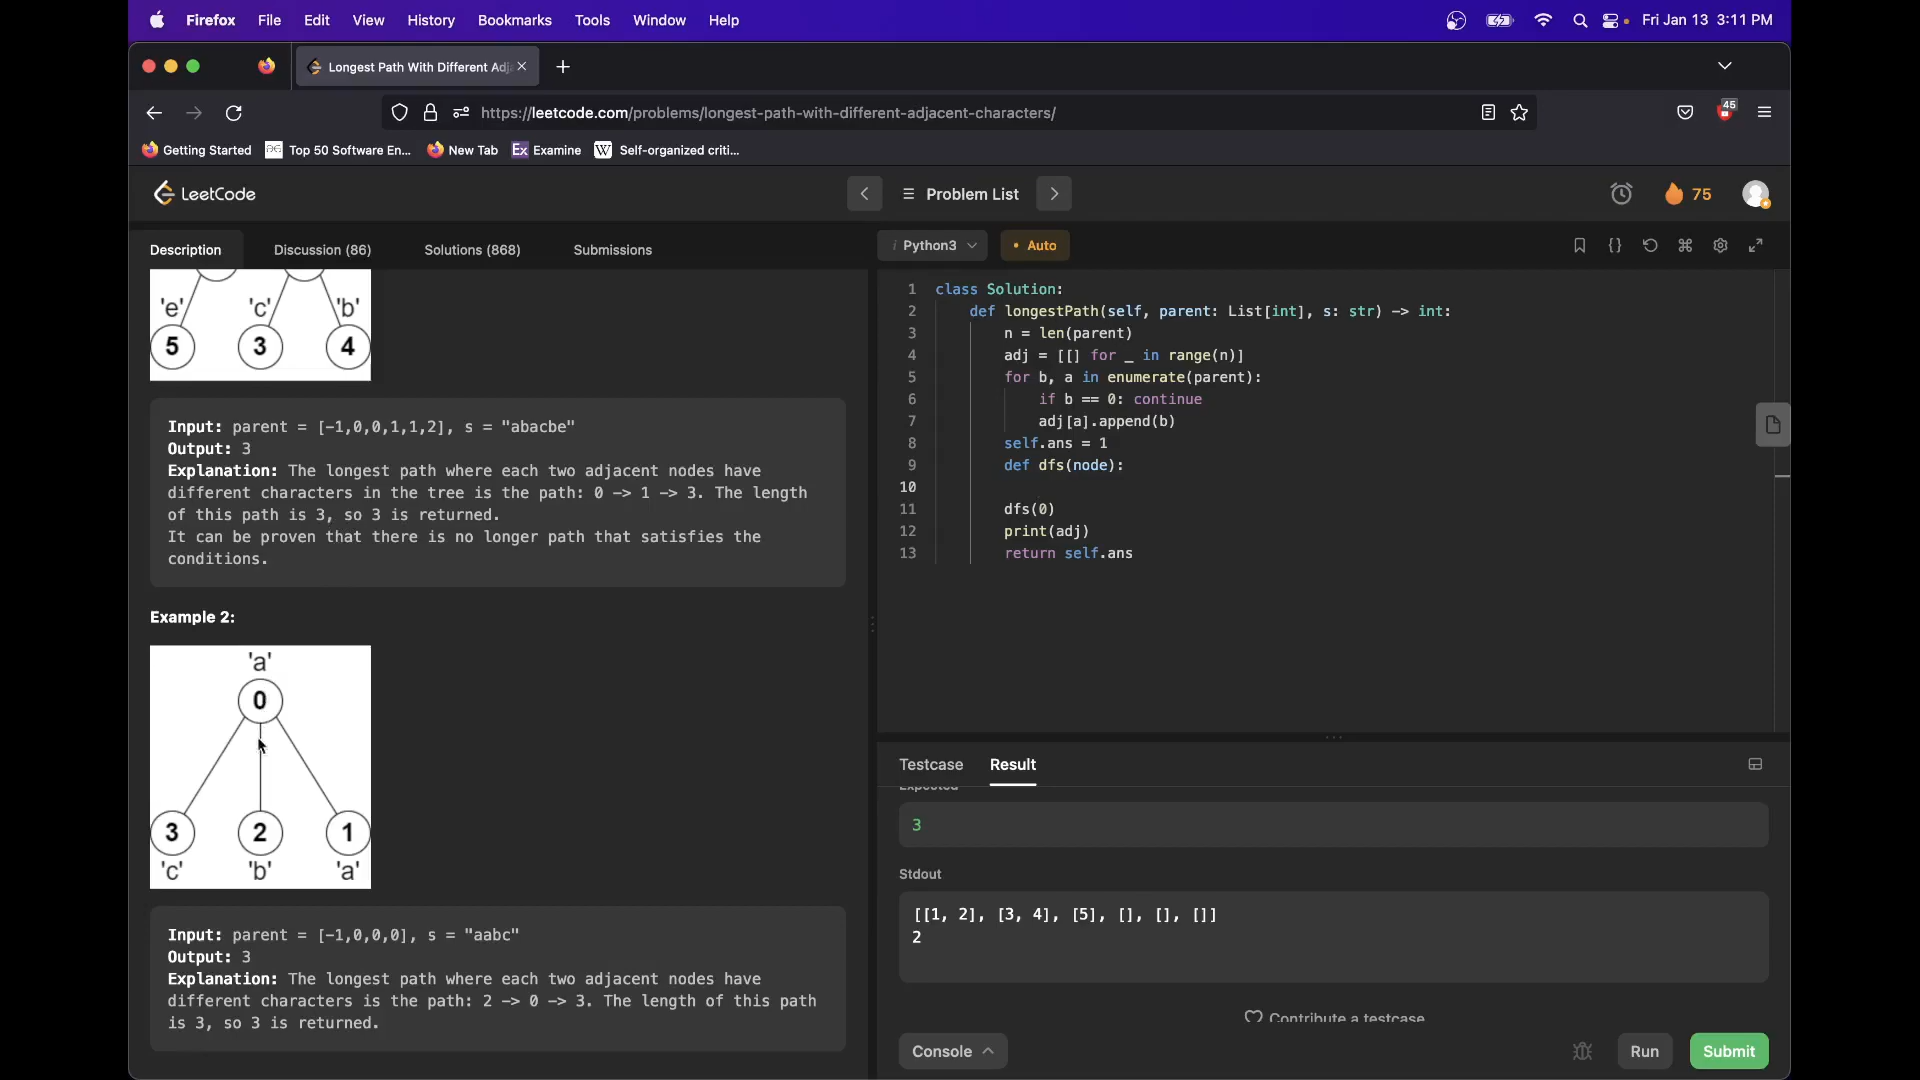 Firefox File Edit View History Bookmarks Tools Window Help Fri Jan 13 3:11 PM
Longest Path With Different Adj
https://leetcode.com/problems/longest-path-with-different-adjacent-characters/
45
Getting Started Top 50 Software En... New Tab Ex Examine W Self-organized criti...
LeetCode
Problem List
75
Description Discussion (86) Solutions (868) Submissions
'e' 'c' 'b'
5 3 4
Input: parent = [-1,0,0,1,1,2], s = "abacbe"
Output: 3
Explanation: The longest path where each two adjacent nodes have
different characters in the tree is the path: 0 -> 1 -> 3. The length
of this path is 3, so 3 is returned.
It can be proven that there is no longer path that satisfies the
conditions.
Example 2:
'a'
0
3 2 1
'c' 'b' 'a'
Input: parent = [-1,0,0,0], s = "aabc"
Output: 3
Explanation: The longest path where each two adjacent nodes have
different characters is the path: 2 -> 0 -> 3. The length of this path
is 3, so 3 is returned.
i Python3 • Auto
1 class Solution:
2 def longestPath(self, parent: List[int], s: str) -> int:
3 n = len(parent)
4 adj = [[] for _ in range(n)]
5 for b, a in enumerate(parent):
6 if b == 0: continue
7 adj[a].append(b)
8 self.ans = 1
9 def dfs(node):
10
11 dfs(0)
12 print(adj)
13 return self.ans
Testcase Result
Expected
3
Stdout
[[1, 2], [3, 4], [5], [], [], []]
2
Contribute a testcase
Console Run Submit